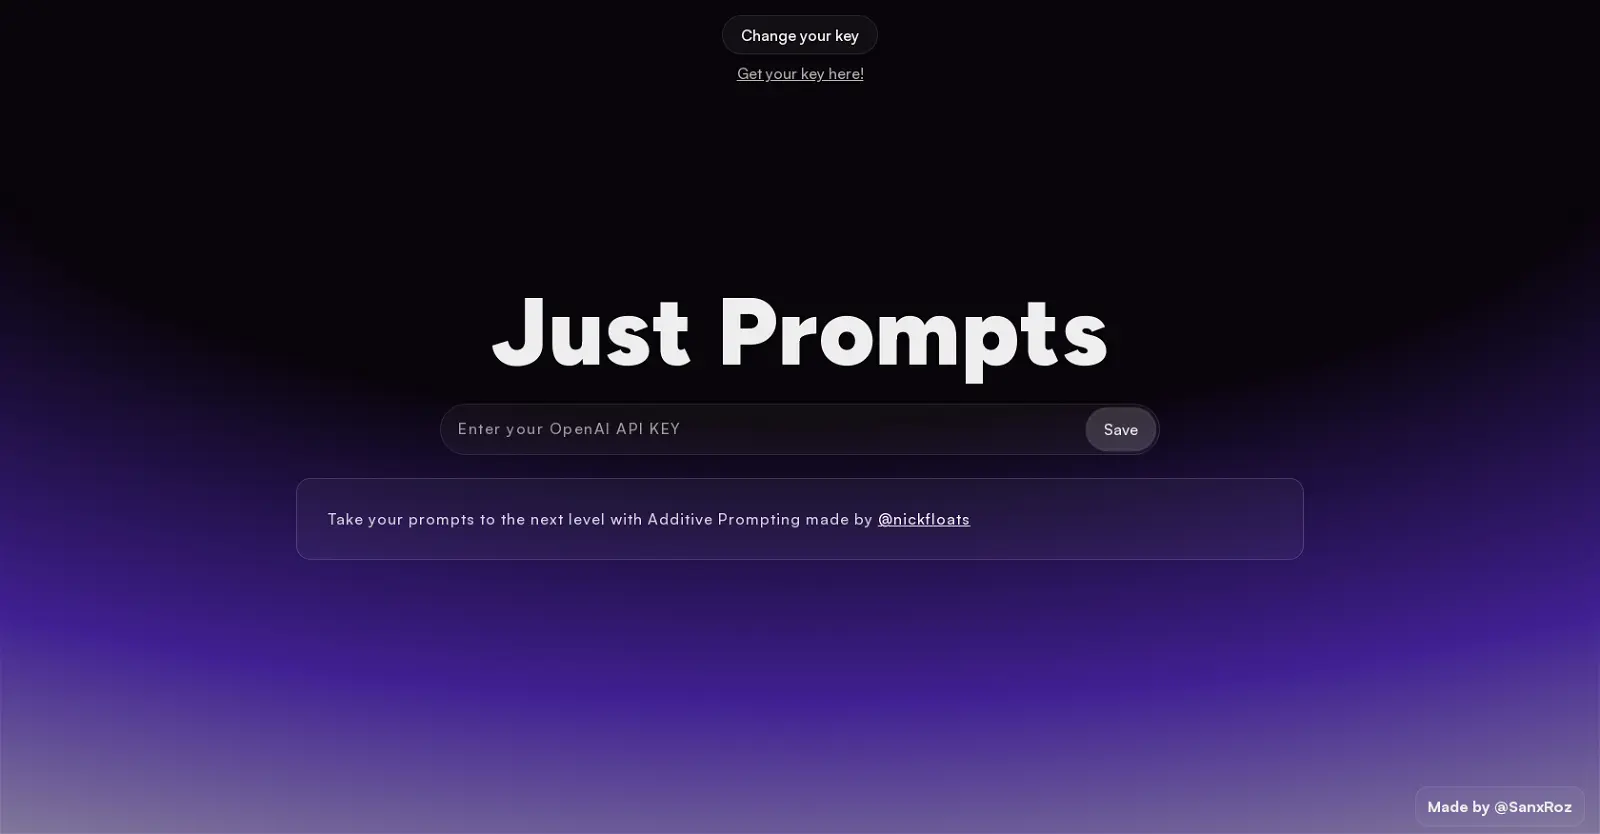 Change your key
Get your key here!
Just Prompts
Enter your OpenAI API KEY
Save
Take your prompts to the next level with Additive Prompting made by @nickfloats
Made by @SanxRoz